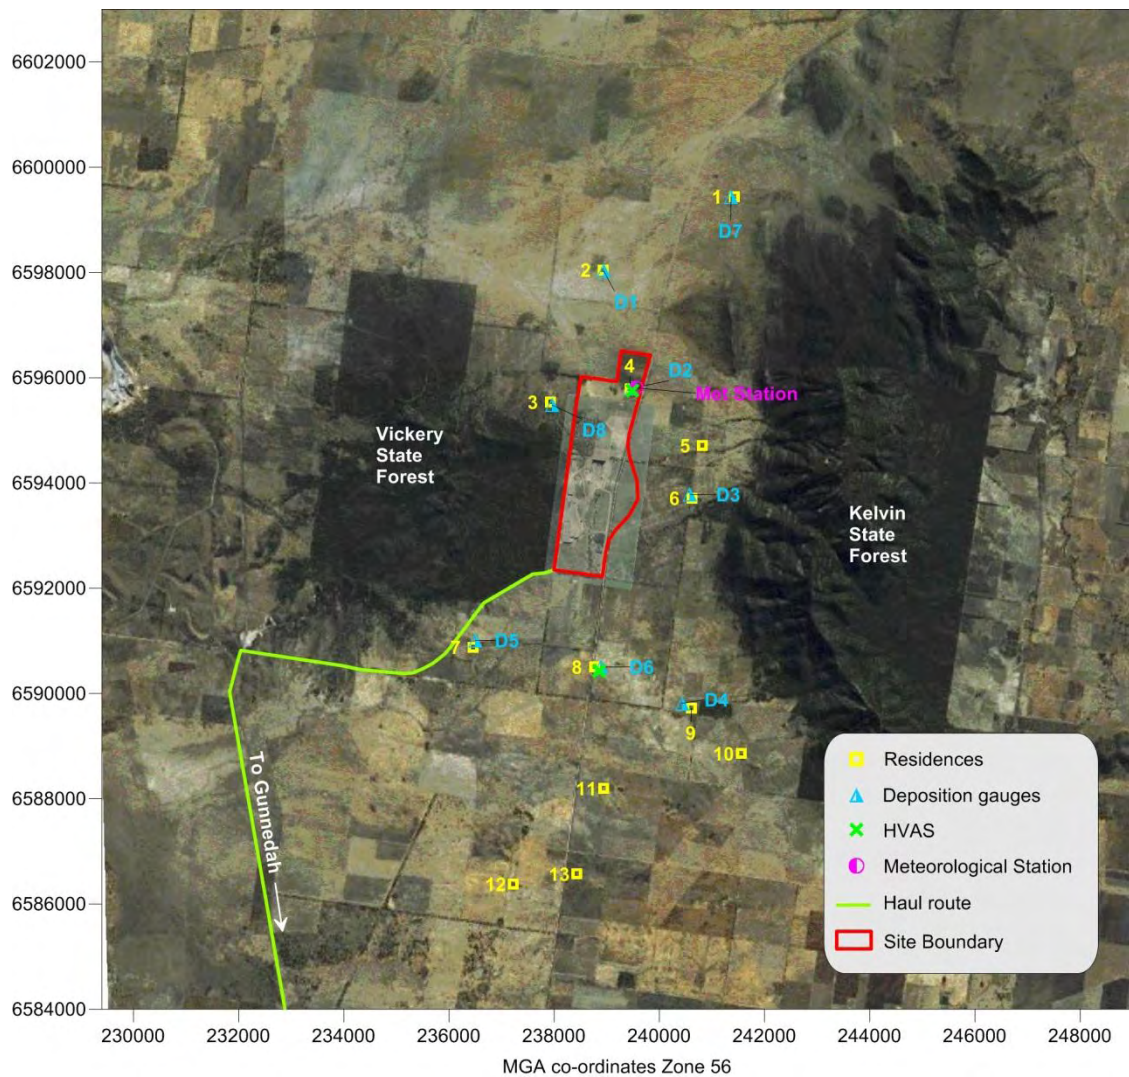 6602000
6600000
1
D7
6598000
2
D1
6596000
4
D2
Met Station
3
D8
Vickery
State
Forest
5
6594000
6
D3
Kelvin
State
Forest
6592000
7
D5
8
D6
6590000
D4
9
10
To Gunnedah
11
6588000
12
13
6586000
6584000
Residences
Deposition gauges
HVAS
Meteorological Station
Haul route
Site Boundary
230000 232000 234000 236000 238000 240000 242000 244000 246000 248000
MGA co-ordinates Zone 56